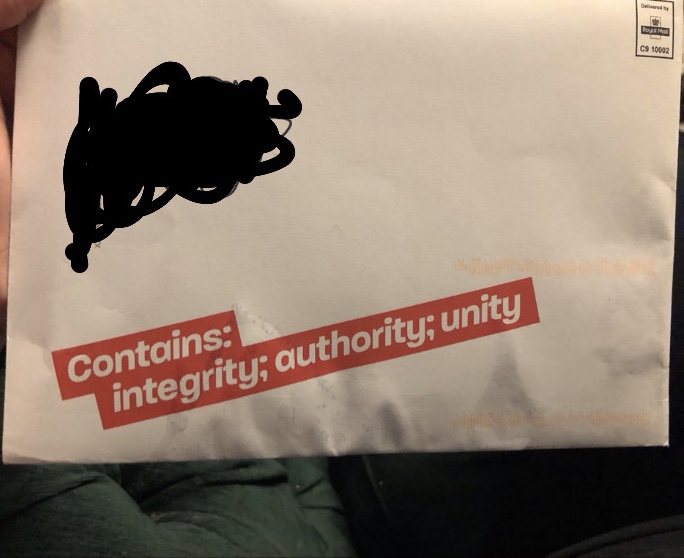 Delivered by
Royal Mail
C9 10002
Contains:
integrity; authority; unity